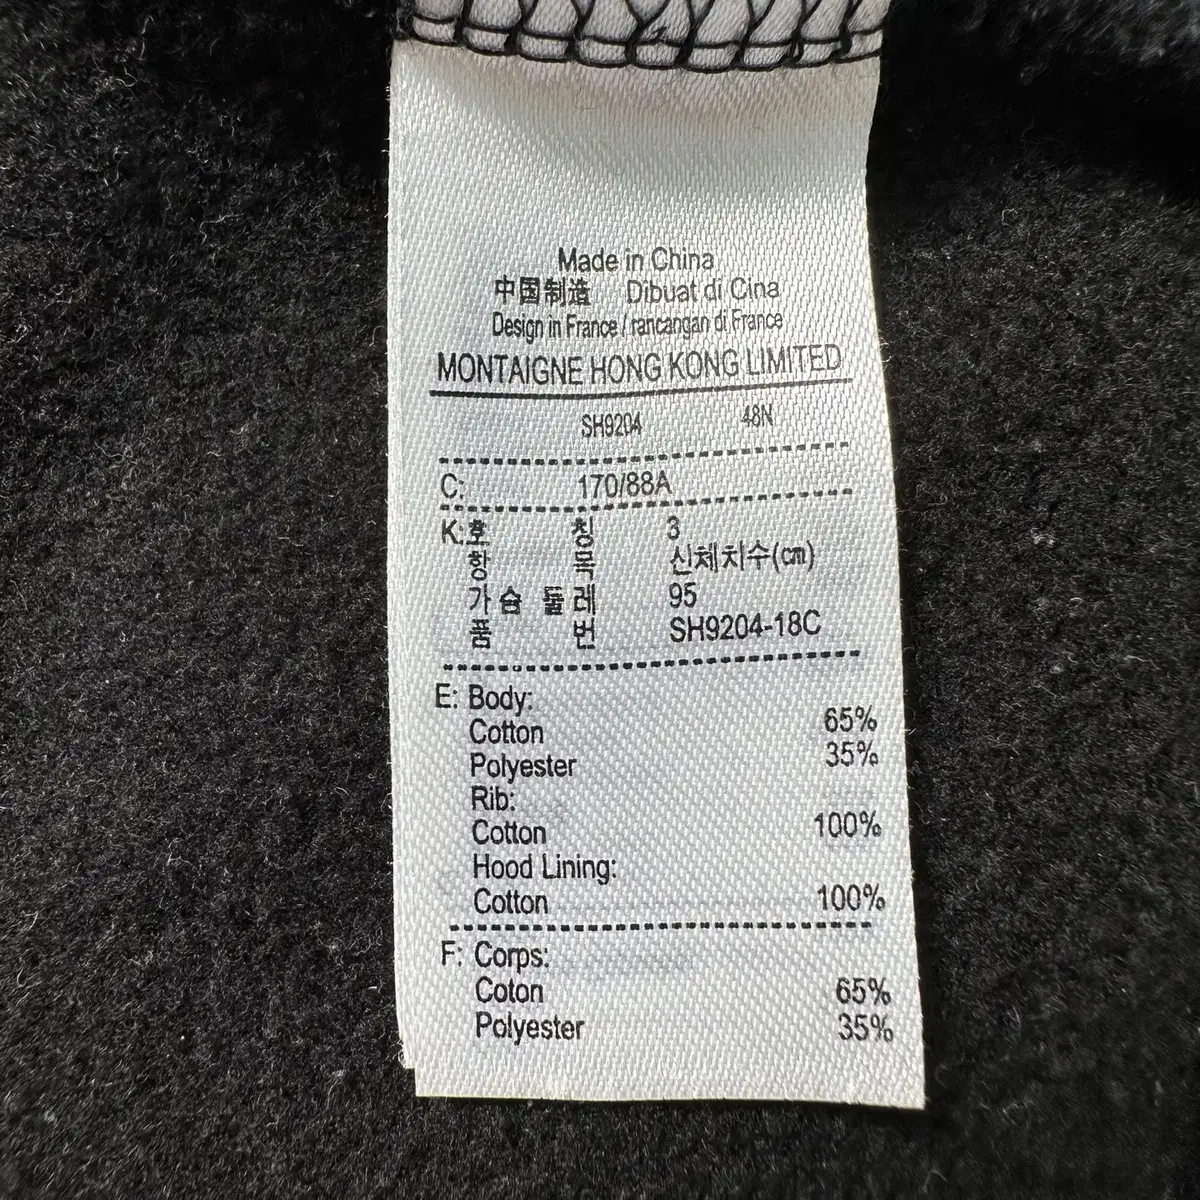 Made in China
中国制造 Dibuat di Cina
Design in France / rancangan di France
MONTAIGNE HONG KONG LIMITED
SH9204 48N
C: 170/88A
K:호 칭 3
항 목 신체치수(cm)
가슴 둘레 95
품 번 SH9204-18C
E: Body:
Cotton 65%
Polyester 35%
Rib:
Cotton 100%
Hood Lining:
Cotton 100%
F: Corps:
Coton 65%
Polyester 35%